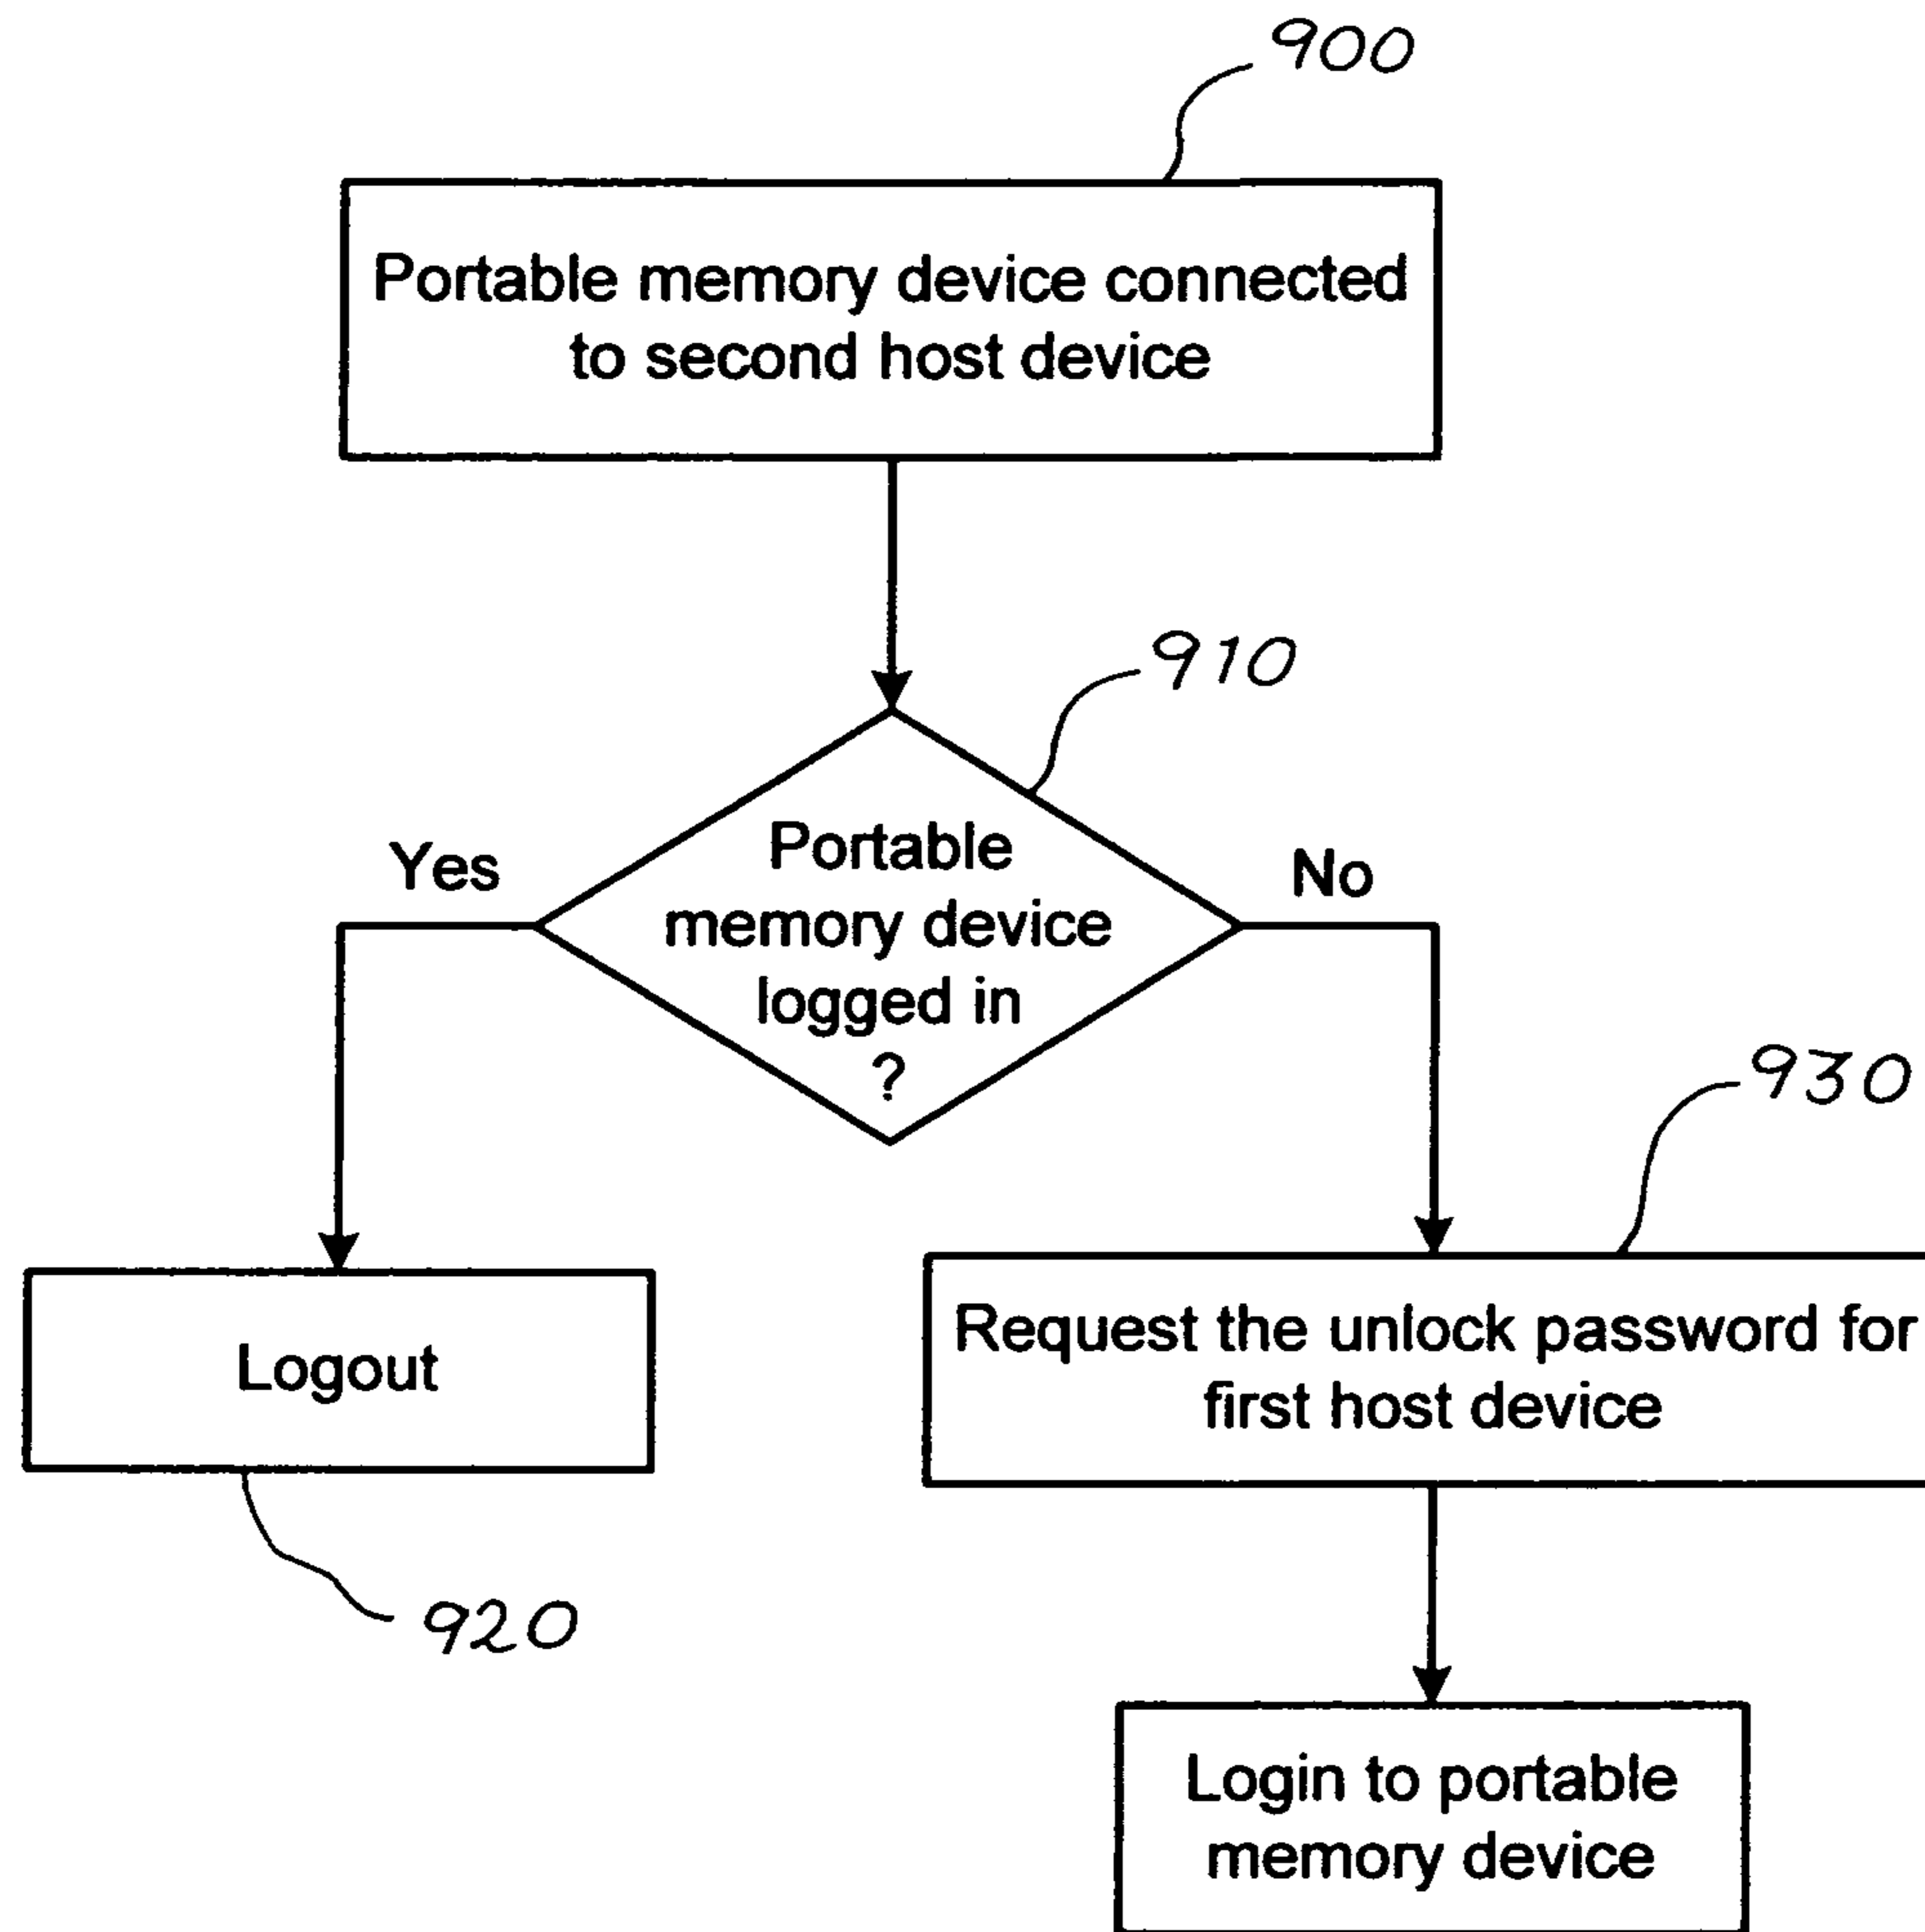 900
Portable memory device connected
to second host device
910
Yes
No
Portable
memory device
logged in
?
930
Logout
Request the unlock password for
first host device
920
Login to portable
memory device